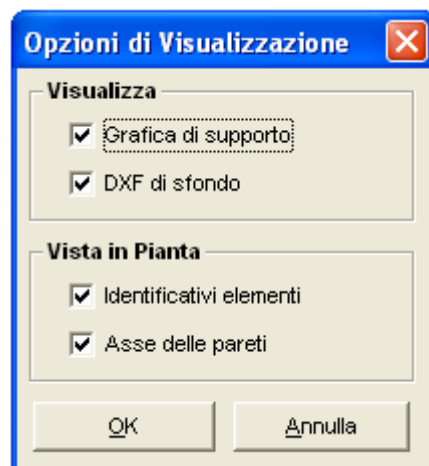 Opzioni di Visualizzazione
Visualizza
Grafica di supporto
DXF di sfondo
Vista in Pianta
Identificativi elementi
Asse delle pareti
OK Annulla